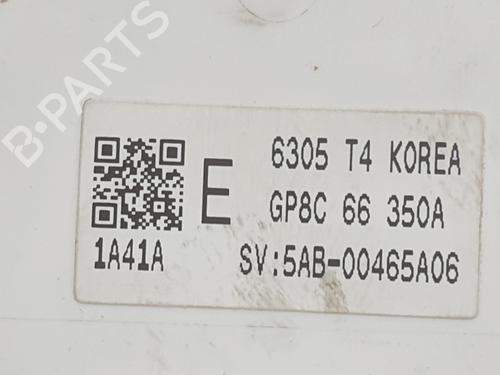 B-PARTS
6305 T4 KOREA
E
GP8C 66 350A
1A41A
SV:5AB-00465A06